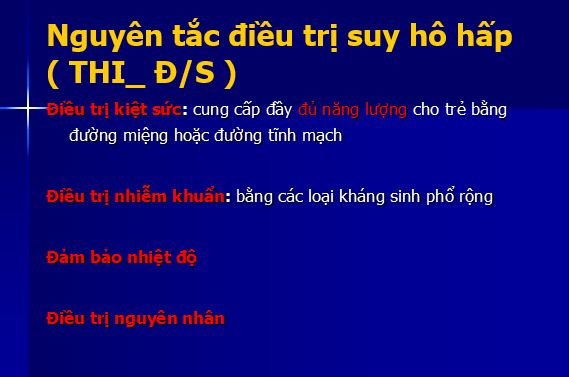 Nguyên tắc điều trị suy hô hấp
( THI_ Đ/S )
Điều trị kiệt sức: cung cấp đầy đủ năng lượng cho trẻ bằng
đường miệng hoặc đường tĩnh mạch
Điều trị nhiễm khuẩn: bằng các loại kháng sinh phổ rộng
Đảm bảo nhiệt độ
Điều trị nguyên nhân